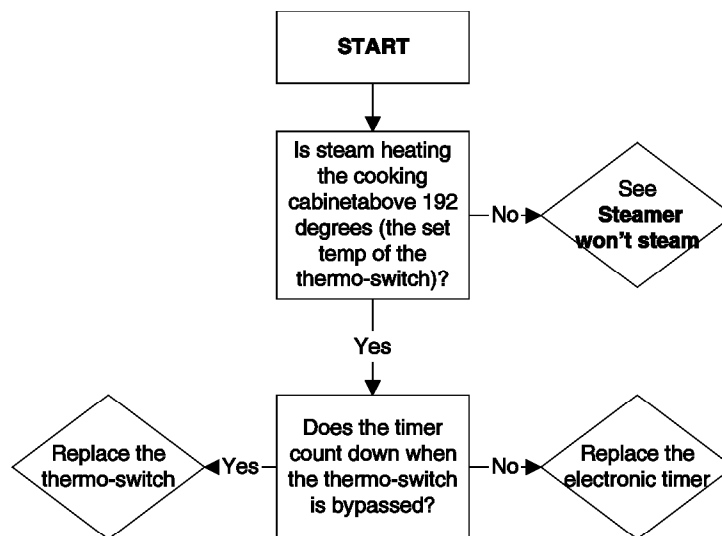 START
Is steam heating
the cooking
cabinetabove 192
degrees (the set
temp of the
thermo-switch)?
No
See
Steamer
won't steam
Yes
Does the timer
count down when
the thermo-switch
is bypassed?
Yes
Replace the
thermo-switch
No
Replace the
electronic timer